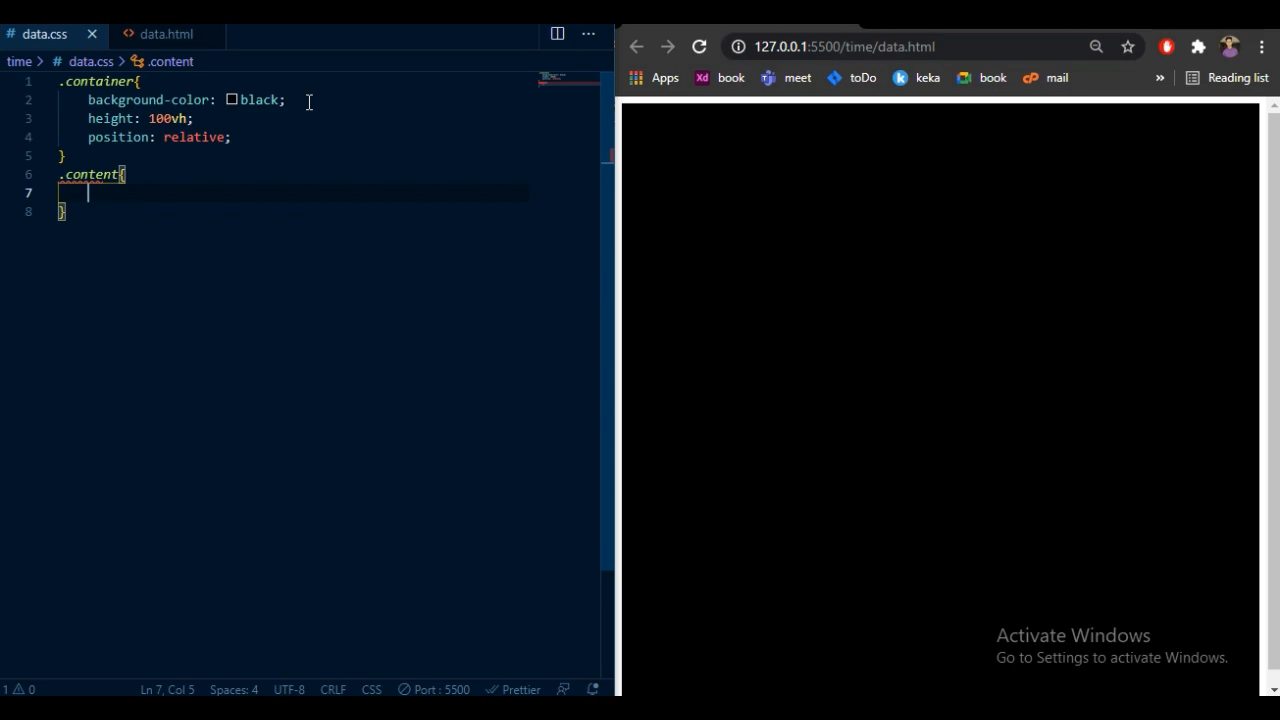 data.css
data.html
time > data.css > .content
1 .container{
2 background-color: black;
3 height: 100vh;
4 position: relative;
5 }
6 .content{
7
8 }
1 0 Ln 7, Col 5 Spaces: 4 UTF-8 CRLF CSS Port : 5500 Prettier
127.0.0.1:5500/time/data.html
Apps Xd book meet toDo keka book cP mail » Reading list
Activate Windows
Go to Settings to activate Windows.